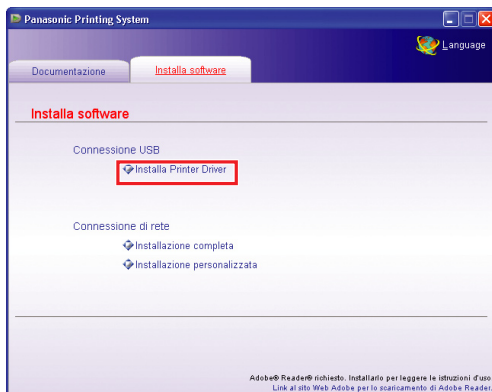 Panasonic Printing System
Language
Documentazione
Installa software
Installa software
Connessione USB
Installa Printer Driver
Connessione di rete
Installazione completa
Installazione personalizzata
Adobe® Reader® richiesto. Installarlo per leggere le istruzioni d'uso
Link al sito Web Adobe per lo scaricamento di Adobe Reader.